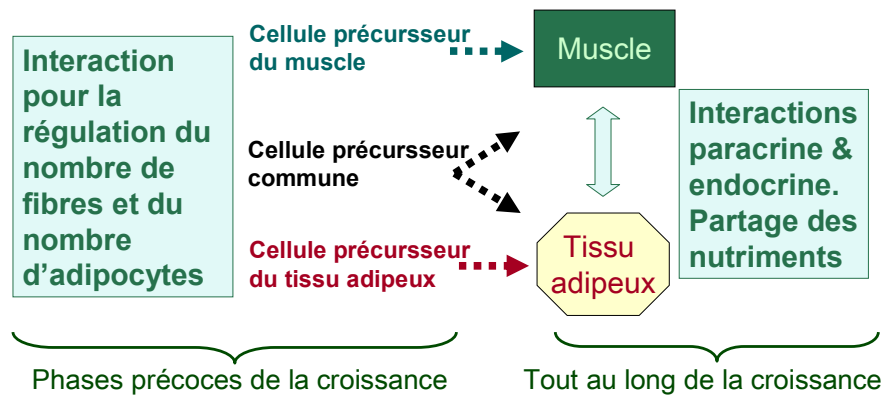 Interaction
pour la
régulation du
nombre de
fibres et du
nombre
d'adipocytes
Cellule précursseur
du muscle
Cellule précursseur
commune
Cellule précursseur
du tissu adipeux
Muscle
Tissu
adipeux
Interactions
paracrine &
endocrine.
Partage des
nutriments
Phases précoces de la croissance
Tout au long de la croissance